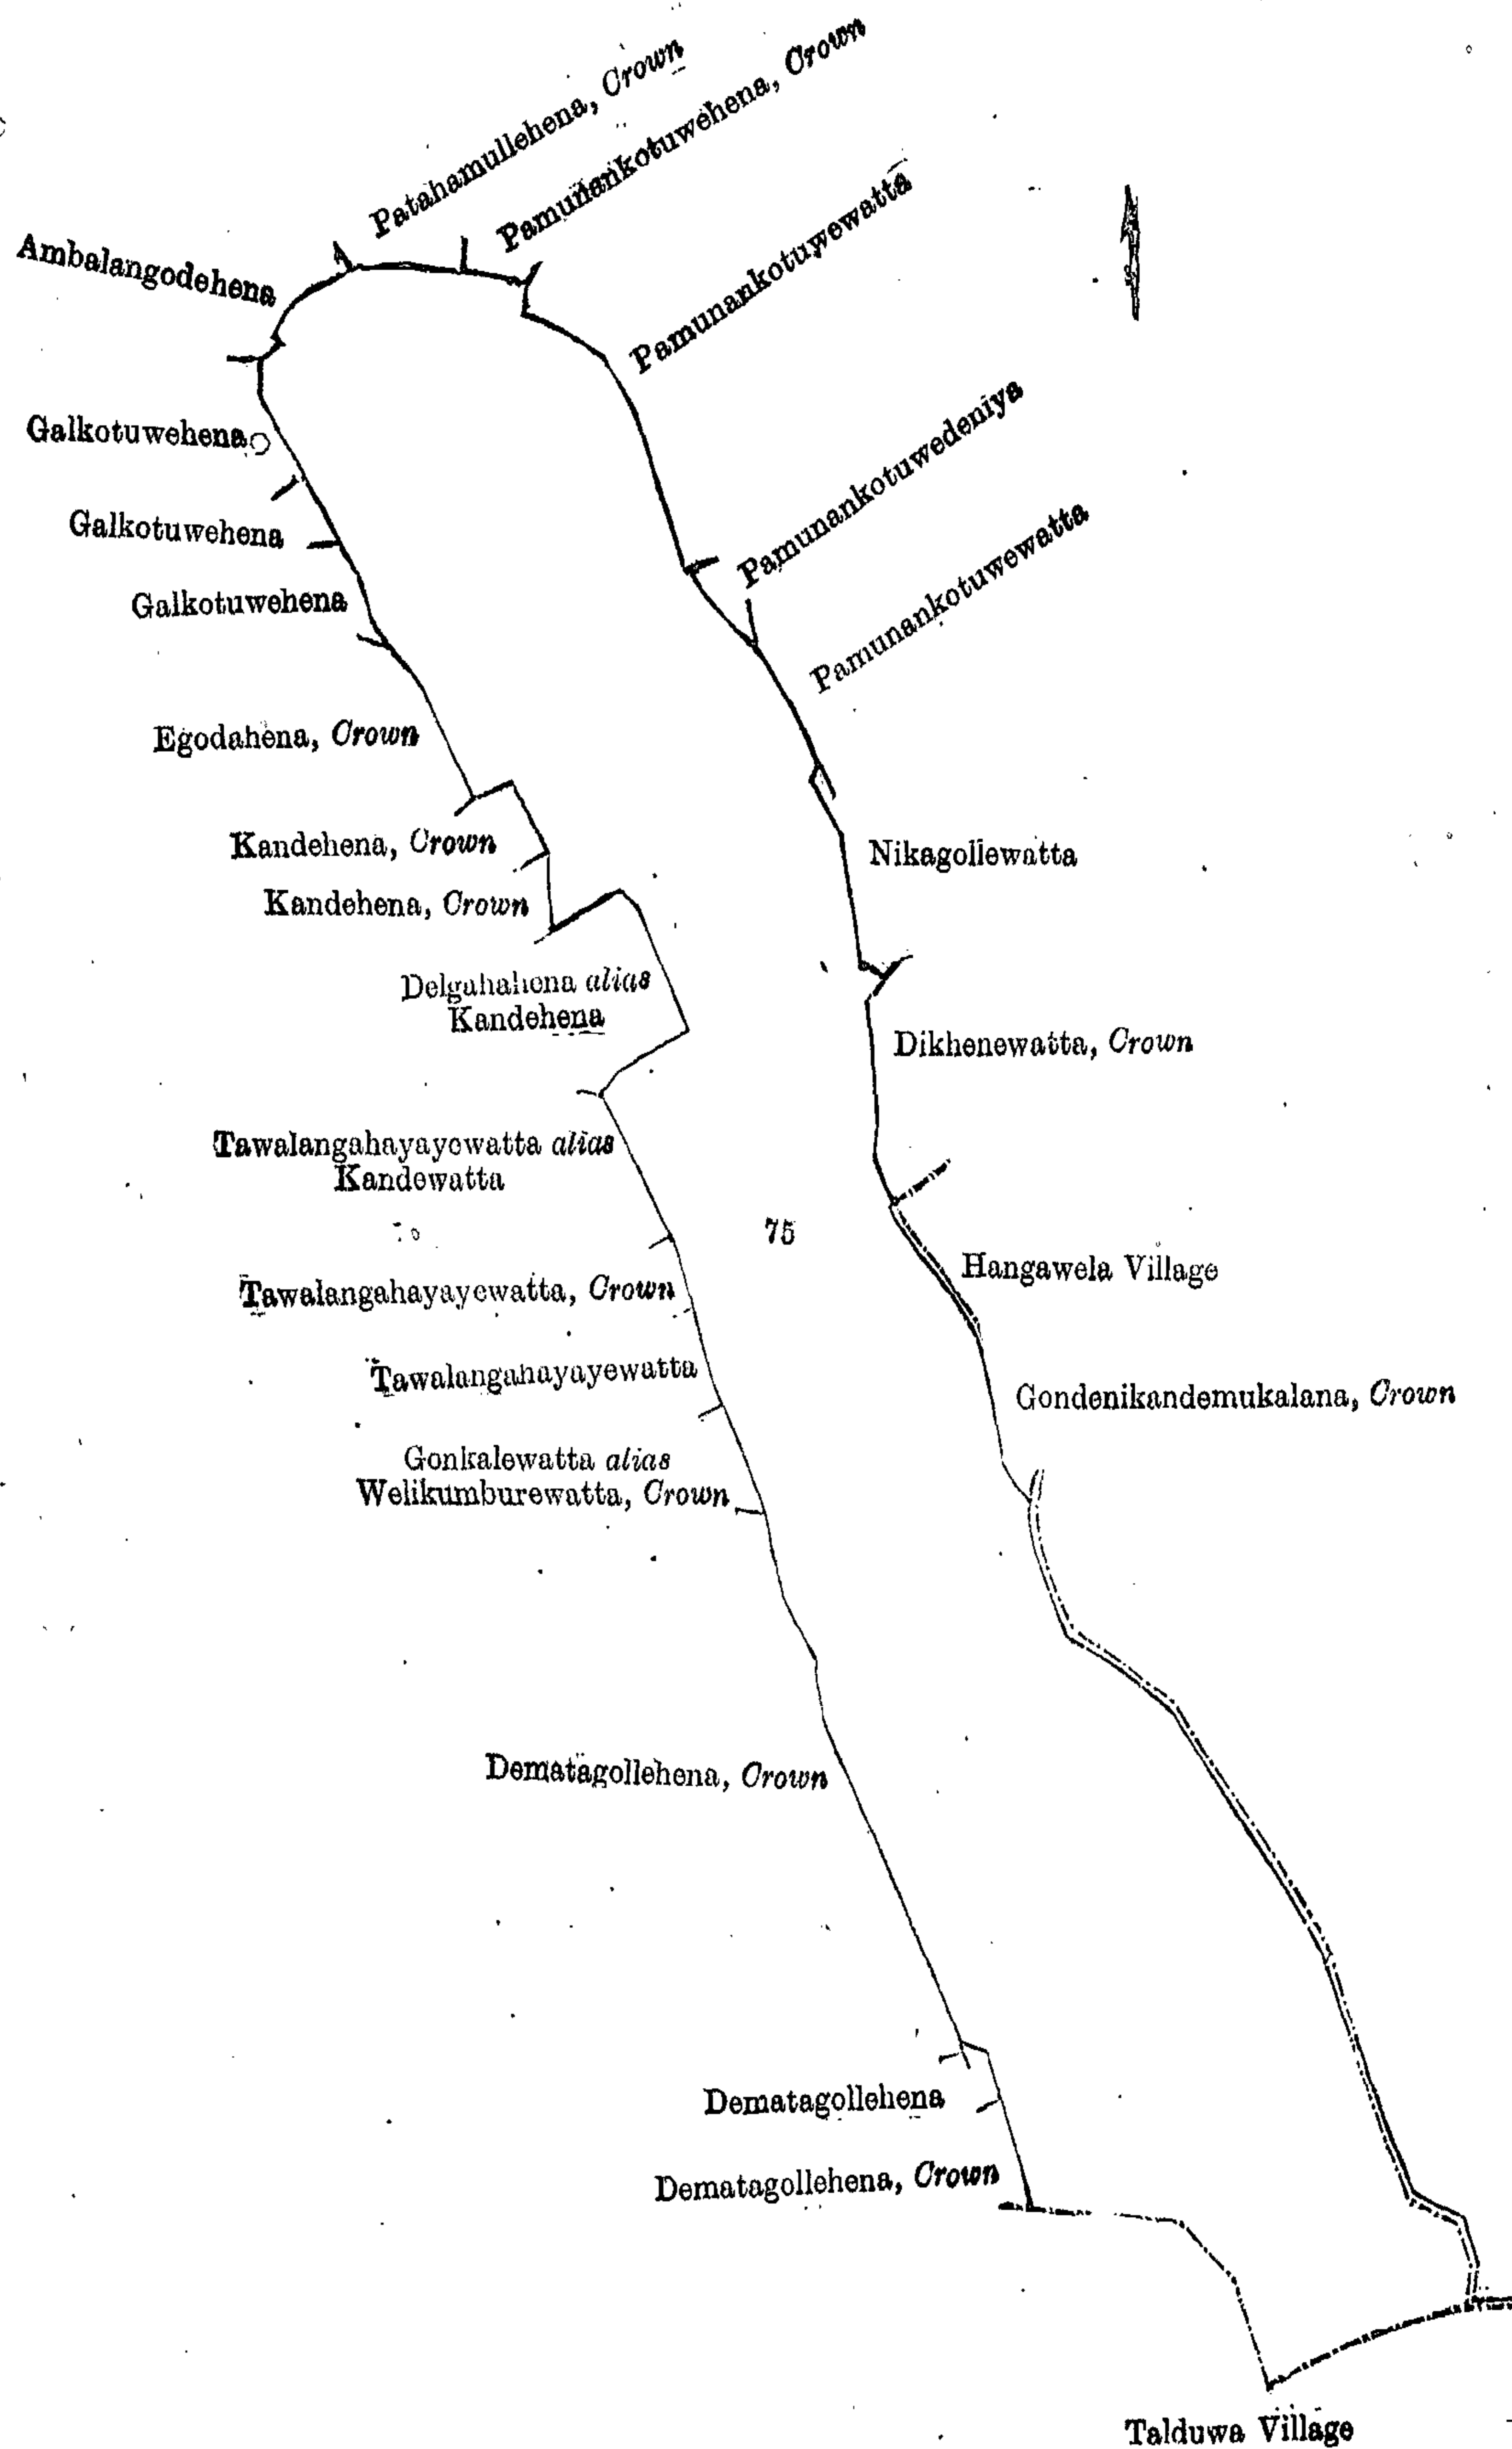 Patahamullehena, Crown
Pamunankotuwehena, Crown
Ambalangodehena
Pamunankotuwewatta
Galkotuwehena
Pamunankotuwedeniya
Galkotuwehena
Pamunankotuwewatta
Galkotuwehena
Egodahena, Crown
Kandehena, Crown
Nikagollewatta
Kandehena, Crown
Delgahahena alias
Kandehena
Dikhenewatta, Crown
Tawalangahayayewatta alias
Kandewatta
75
Hangawela Village
Tawalangahayayewatta, Crown
Tawalangahayayewatta
Gondenikandemukalana, Crown
Gonkalewatta alias
Welikumburewatta, Crown
Dematagollehena, Crown
Dematagollehena
Dematagollehena, Crown
Talduwa Village